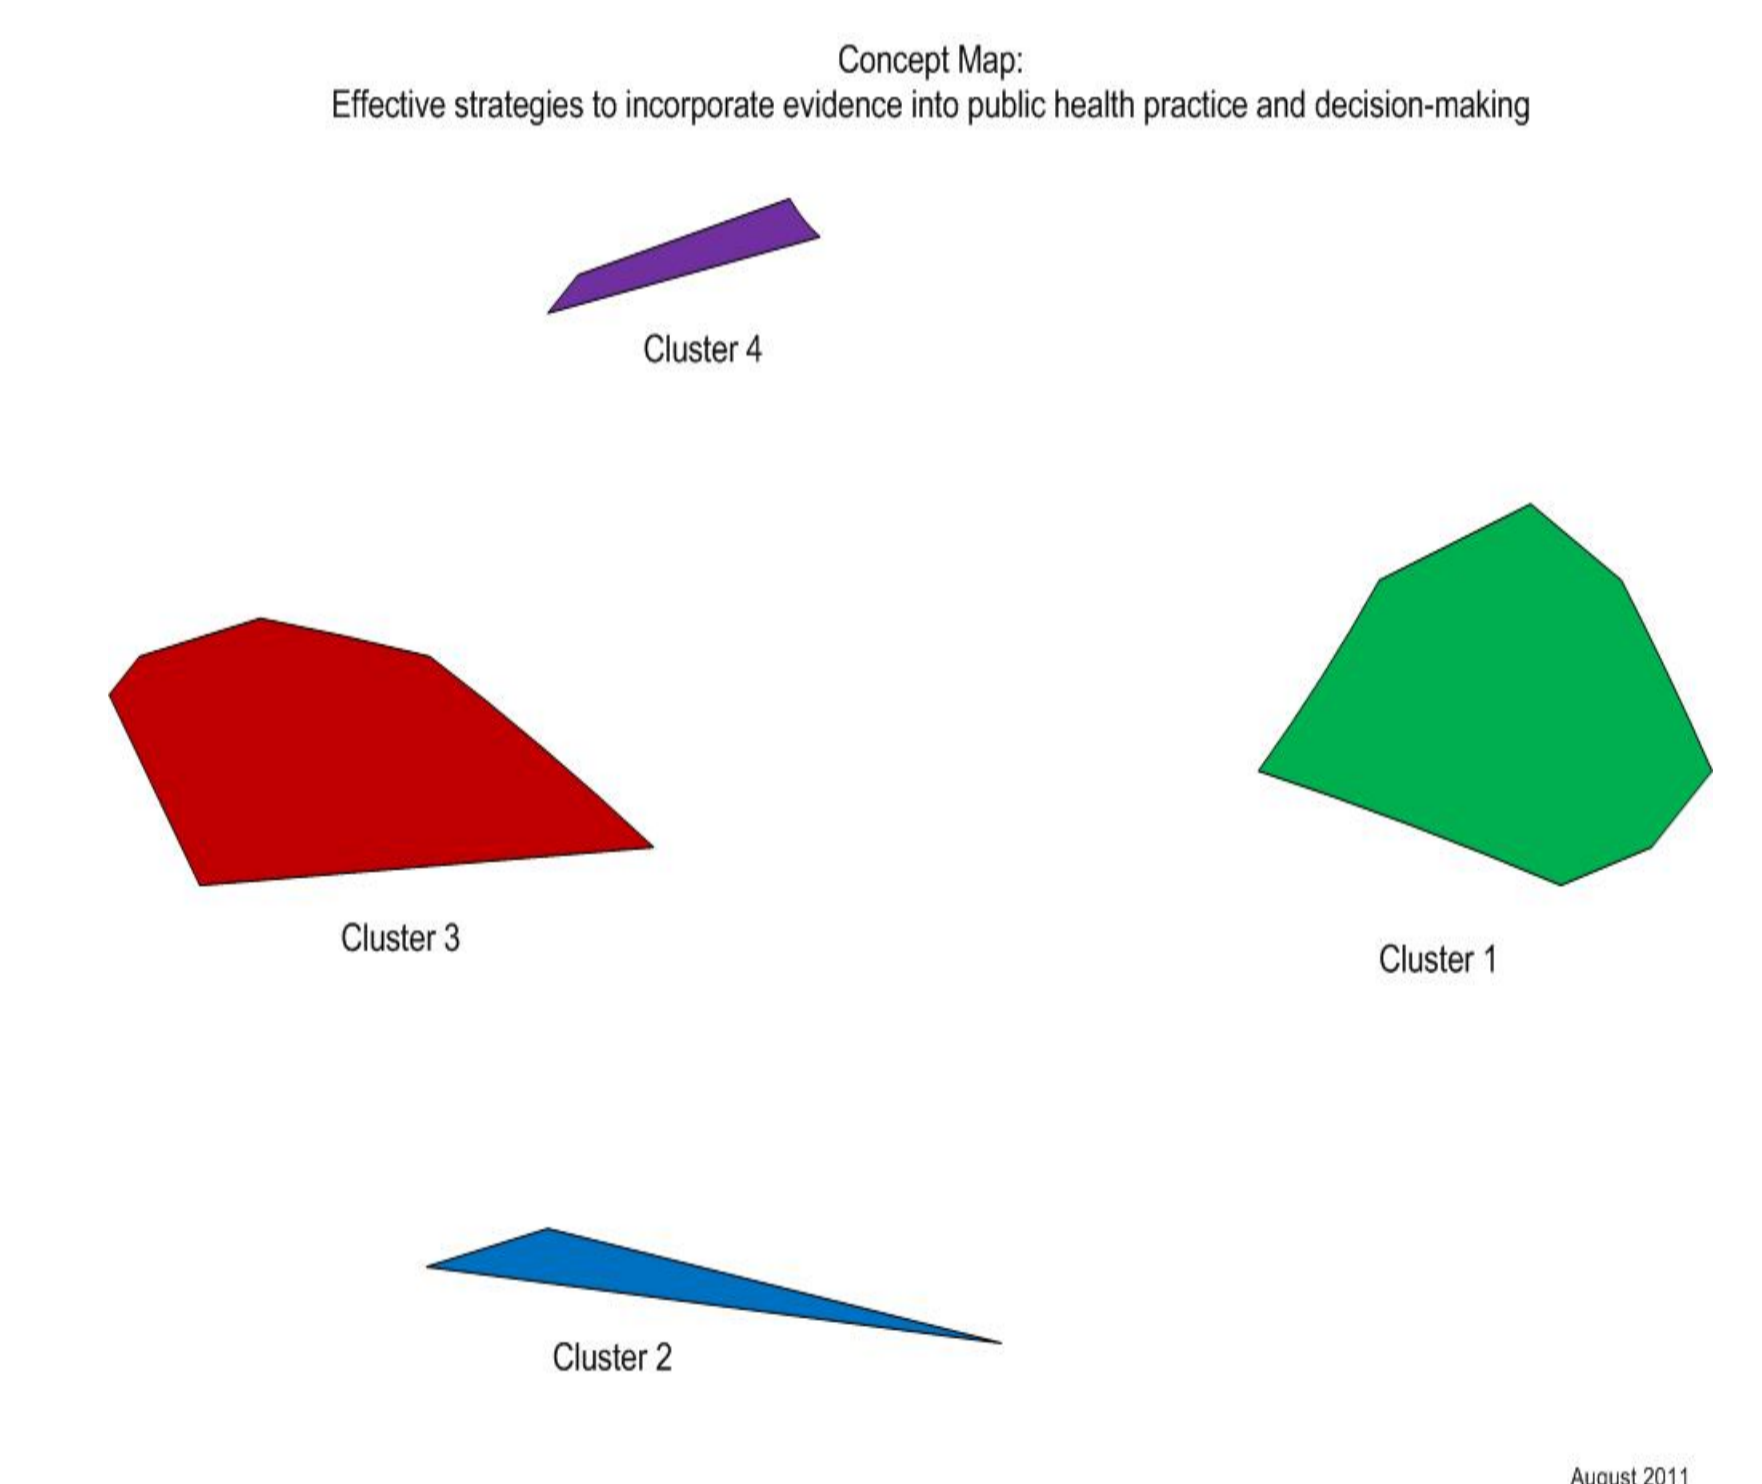 Concept Map:
Effective strategies to incorporate evidence into public health practice and decision-making
Cluster 4
Cluster 3
Cluster 1
Cluster 2
August 2011